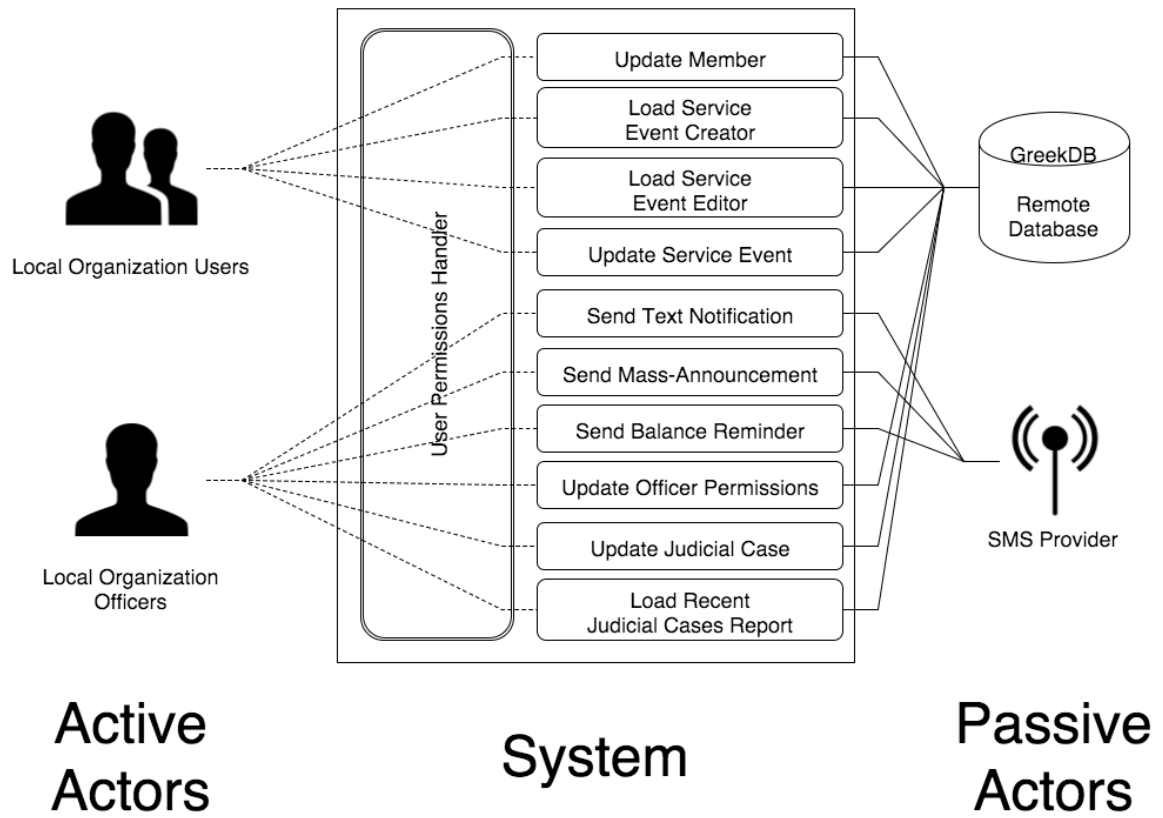 Local Organization Users
Local Organization
Officers
User Permissions Handler
Update Member
Load Service
Event Creator
Load Service
Event Editor
Update Service Event
Send Text Notification
Send Mass-Announcement
Send Balance Reminder
Update Officer Permissions
Update Judicial Case
Load Recent
Judicial Cases Report
GreekDB
Remote
Database
SMS Provider
Active
Actors
System
Passive
Actors